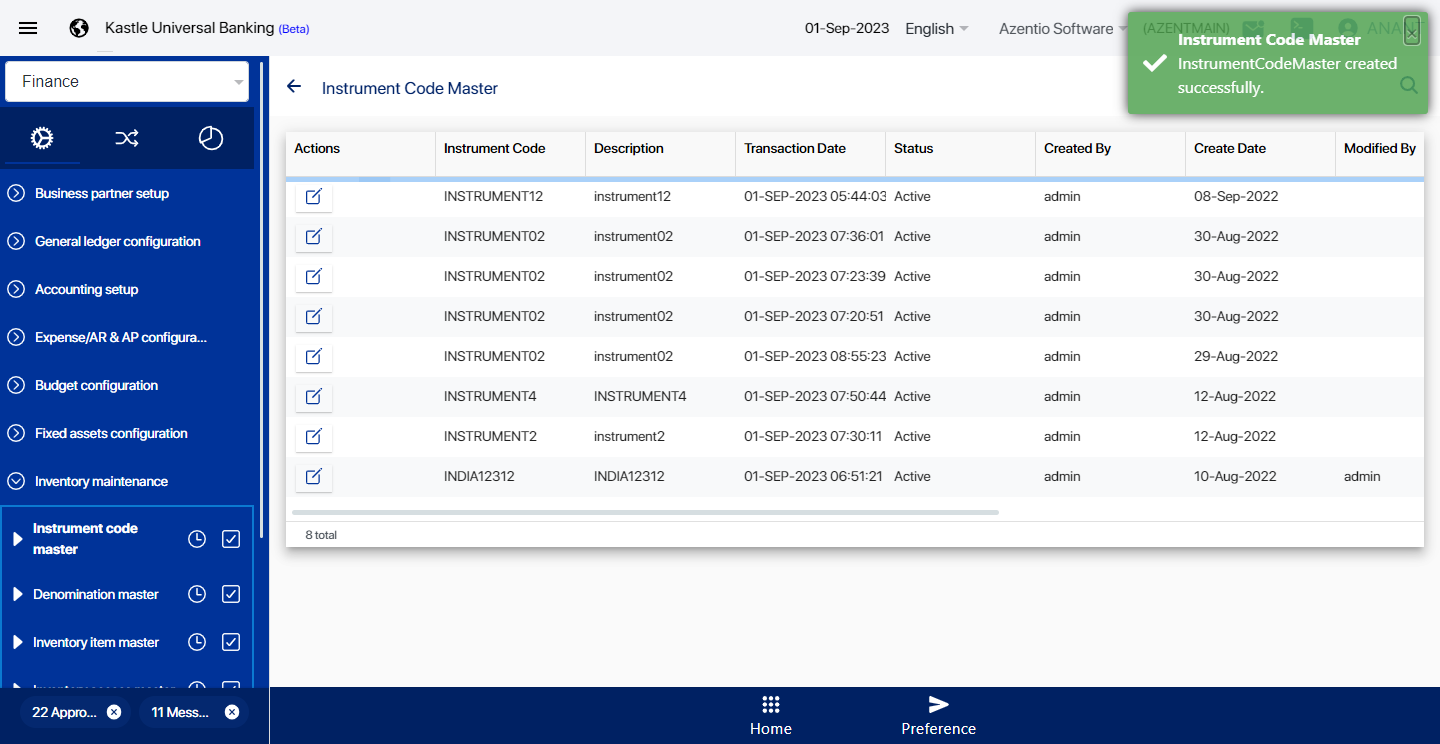 Kastle Universal Banking (Beta)
01-Sep-2023
English
Azentio Software
(AZENTMAIN)
Instrument Code Master
InstrumentCodeMaster created
successfully.
Finance
Instrument Code Master
Business partner setup
General ledger configuration
Accounting setup
Expense/AR & AP configura...
Budget configuration
Fixed assets configuration
Inventory maintenance
Instrument code
master
Denomination master
Inventory item master
22 Appro...
11 Mess...
Actions Instrument Code Description Transaction Date Status Created By Create Date Modified By
INSTRUMENT12 instrument12 01-SEP-2023 05:44:03 Active admin 08-Sep-2022
INSTRUMENT02 instrument02 01-SEP-2023 07:36:01 Active admin 30-Aug-2022
INSTRUMENT02 instrument02 01-SEP-2023 07:23:39 Active admin 30-Aug-2022
INSTRUMENT02 instrument02 01-SEP-2023 07:20:51 Active admin 30-Aug-2022
INSTRUMENT02 instrument02 01-SEP-2023 08:55:23 Active admin 29-Aug-2022
INSTRUMENT4 INSTRUMENT4 01-SEP-2023 07:50:44 Active admin 12-Aug-2022
INSTRUMENT2 instrument2 01-SEP-2023 07:30:11 Active admin 12-Aug-2022
INDIA12312 INDIA12312 01-SEP-2023 06:51:21 Active admin 10-Aug-2022 admin
8 total
Home
Preference